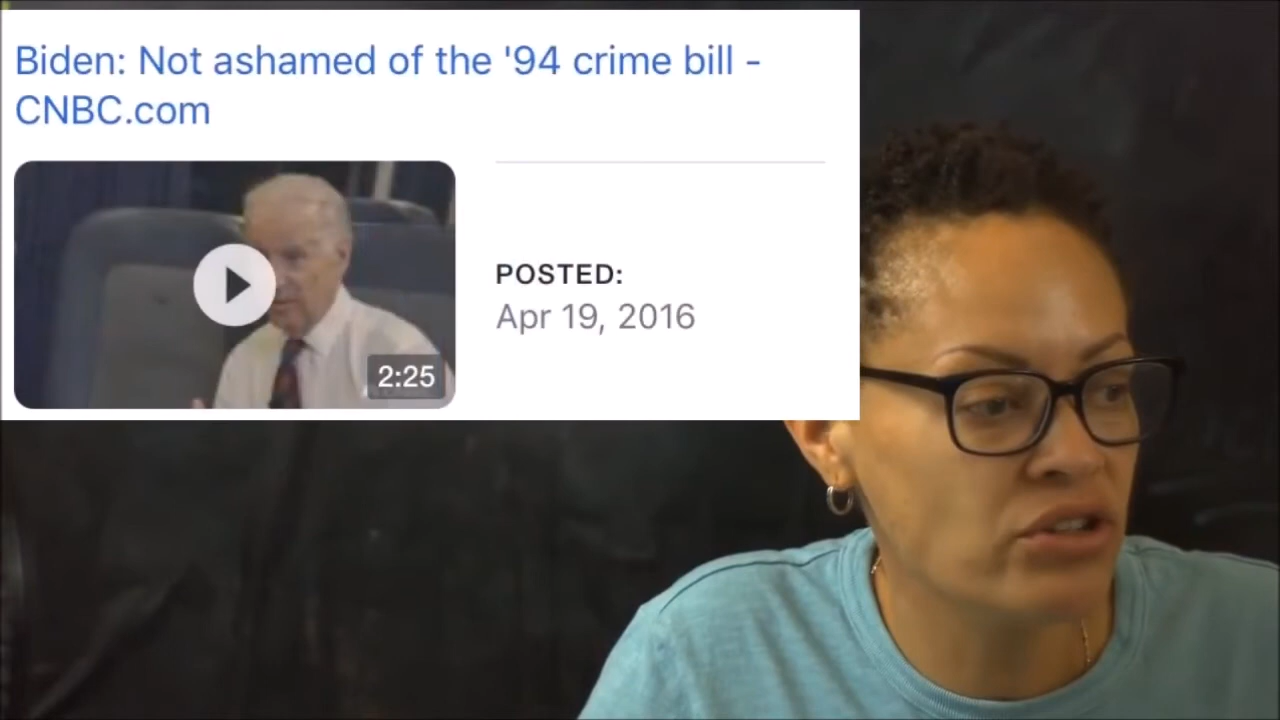 Biden: Not ashamed of the '94 crime bill -
CNBC.com
2:25
POSTED:
Apr 19, 2016